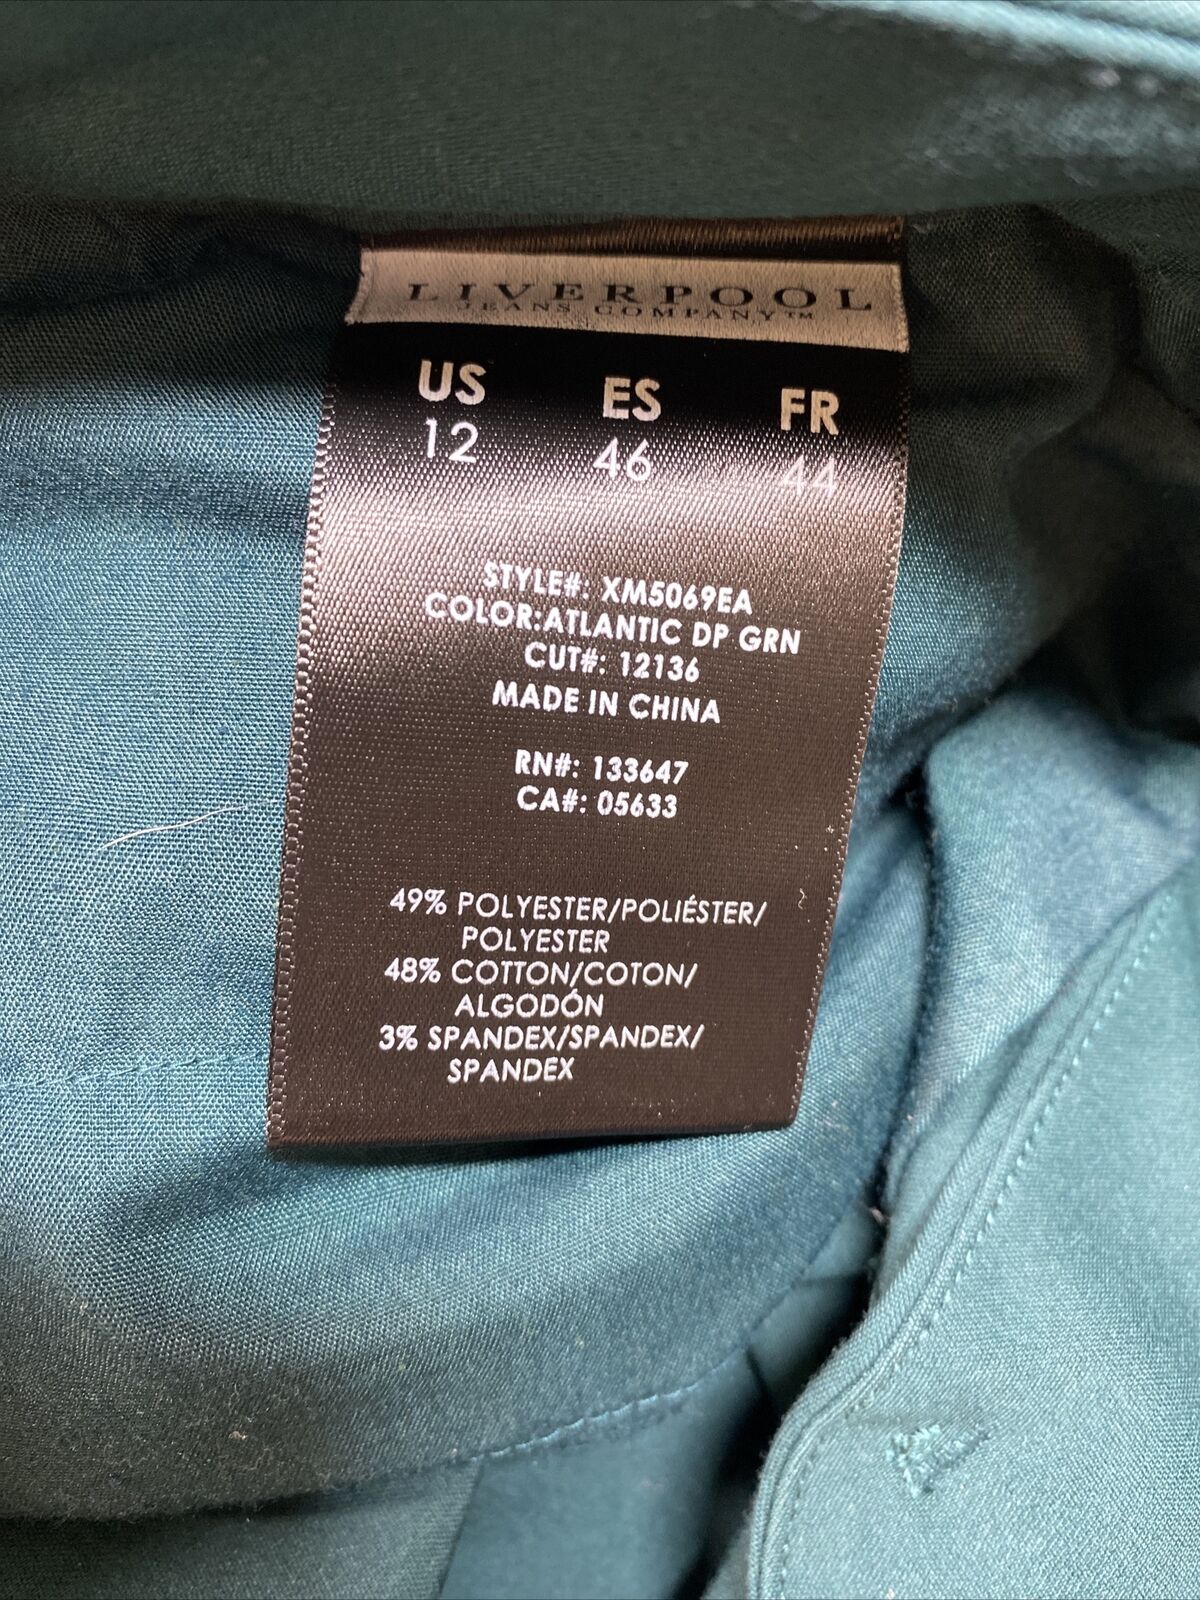 LIVERPOOL
JEANS COMPANY™
US ES FR
12 46 44
STYLE#: XM5069EA
COLOR:ATLANTIC DP GRN
CUT#: 12136
MADE IN CHINA
RN#: 133647
CA#: 05633
49% POLYESTER/POLIÉSTER/
POLYESTER
48% COTTON/COTON/
ALGODÓN
3% SPANDEX/SPANDEX/
SPANDEX